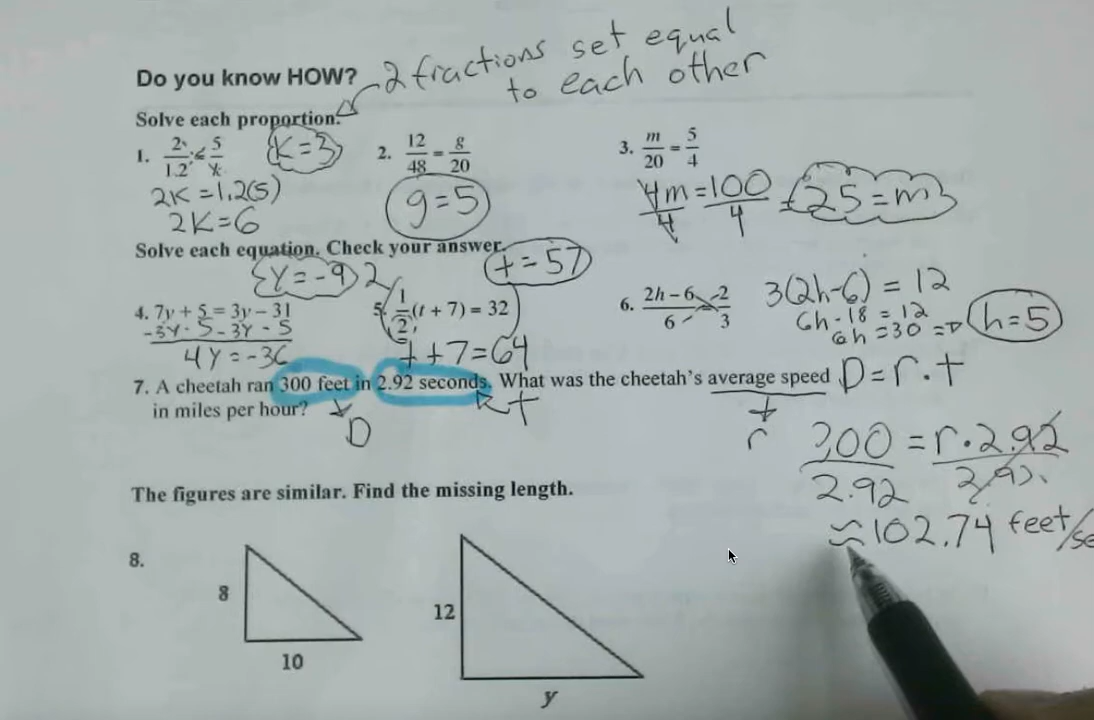 Do you know HOW? 2 fractions set equal
to each other
Solve each proportion.
1. 2/1.2 = 5/k k=3
2. 12/48 = g/20
3. m/20 = 5/4
2k = 1.2(5)
2k = 6
g = 5
4m/4 = 100/4 25 = m
Solve each equation. Check your answer.
y = -9
t = 57
4. 7y + 5 = 3y − 31
-3y - 5 -3y - 5
4y = -36
5. 1/2(t + 7) = 32
t + 7 = 64
6. 2h − 6/6 = 2/3
3(2h-6) = 12
6h - 18 = 12
6h = 30 h = 5
7. A cheetah ran 300 feet in 2.92 seconds. What was the cheetah's average speed
in miles per hour?
D t r
D = r · t
300/2.92 = r · 2.92/2.92
≈ 102.74 feet/se
The figures are similar. Find the missing length.
8.
8
10
12
y